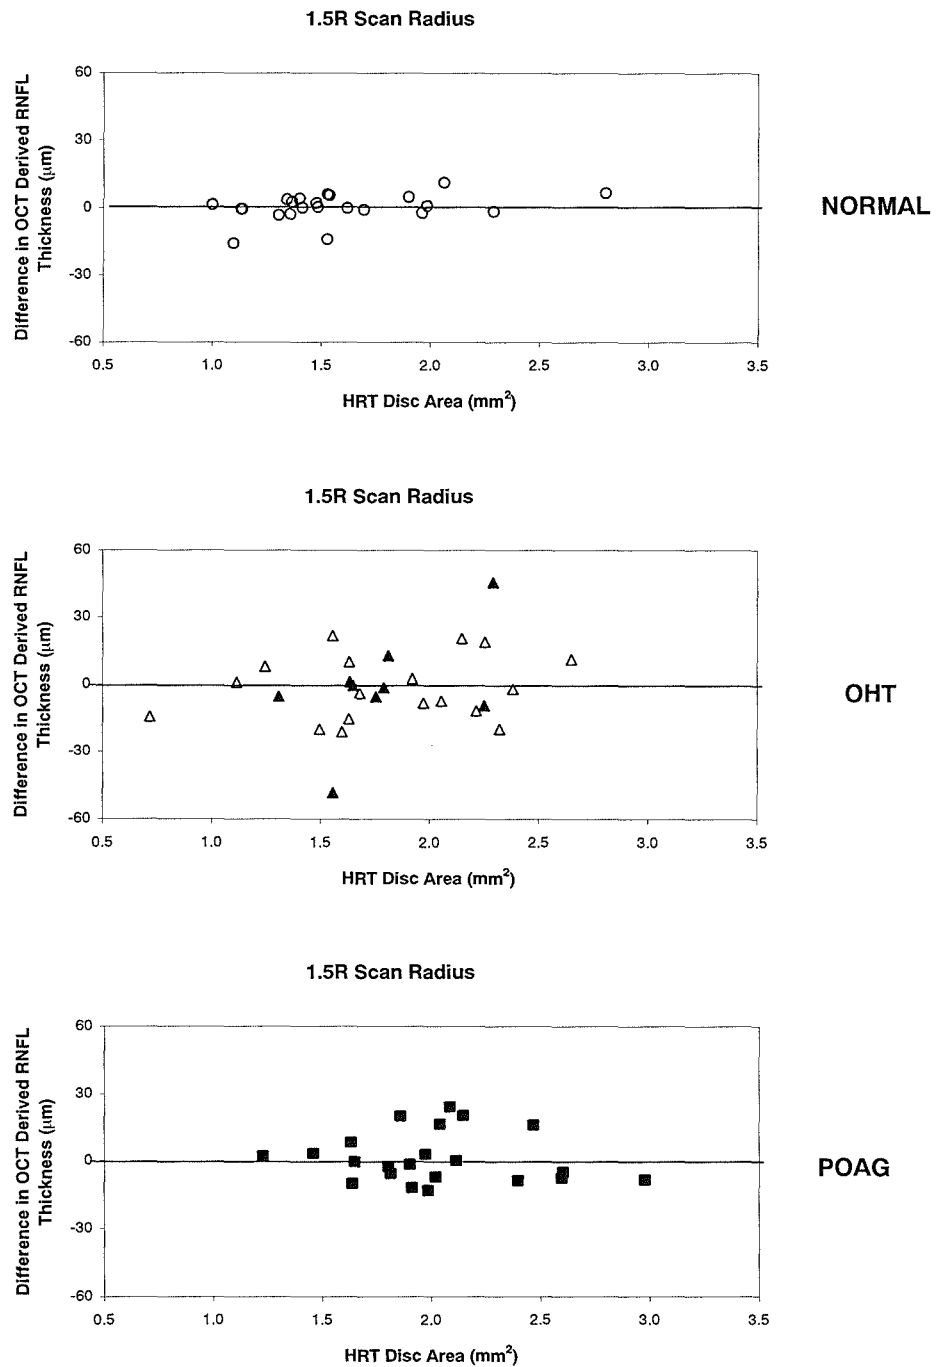 1.5R Scan Radius
Difference in OCT Derived RNFL
Thickness (μm)
60
30
0
-30
-60
0.5 1.0 1.5 2.0 2.5 3.0 3.5
HRT Disc Area (mm²)
NORMAL
1.5R Scan Radius
Difference in OCT Derived RNFL
Thickness (μm)
60
30
0
-30
-60
0.5 1.0 1.5 2.0 2.5 3.0 3.5
HRT Disc Area (mm²)
OHT
1.5R Scan Radius
Difference in OCT Derived RNFL
Thickness (μm)
60
30
0
-30
-60
0.5 1.0 1.5 2.0 2.5 3.0 3.5
HRT Disc Area (mm²)
POAG